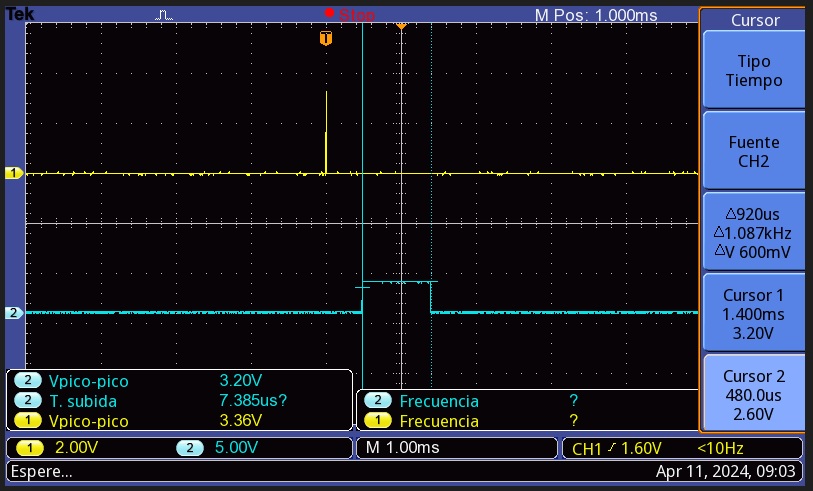 Tek Stop M Pos: 1.000ms
Cursor
T
Tipo
Tiempo
Fuente
CH2
1
△920us
△1.087kHz
△V 600mV
2
Cursor 1
1.400ms
3.20V
Cursor 2
480.0us
2.60V
2 Vpico-pico 3.20V
2 T. subida 7.385us?
1 Vpico-pico 3.36V
2 Frecuencia ?
1 Frecuencia ?
1 2.00V 2 5.00V M 1.00ms CH1 1.60V <10Hz
Espere... Apr 11, 2024, 09:03